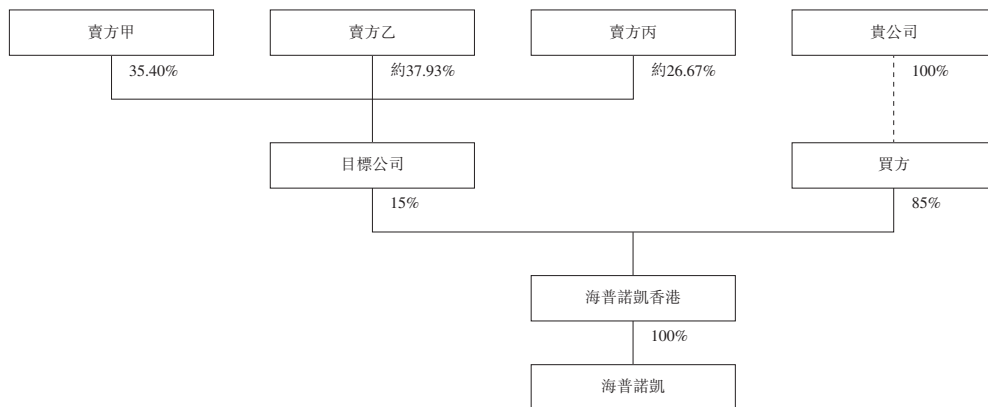 賣方甲
賣方乙
賣方丙
貴公司
35.40%
約37.93%
約26.67%
100%
目標公司
買方
15%
85%
海普諾凱香港
100%
海普諾凱